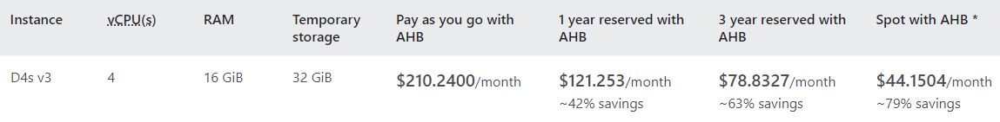 Instance vCPU(s) RAM Temporary storage Pay as you go with AHB 1 year reserved with AHB 3 year reserved with AHB Spot with AHB *
D4s v3 4 16 GiB 32 GiB $210.2400/month $121.253/month $78.8327/month $44.1504/month
~42% savings ~63% savings ~79% savings